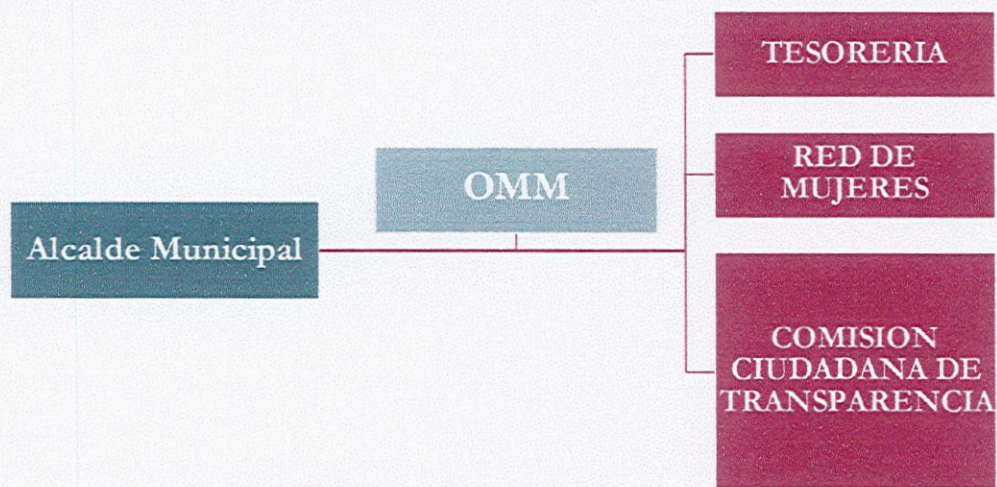 Alcalde Municipal
OMM
TESORERIA
RED DE
MUJERES
COMISION
CIUDADANA DE
TRANSPARENCIA